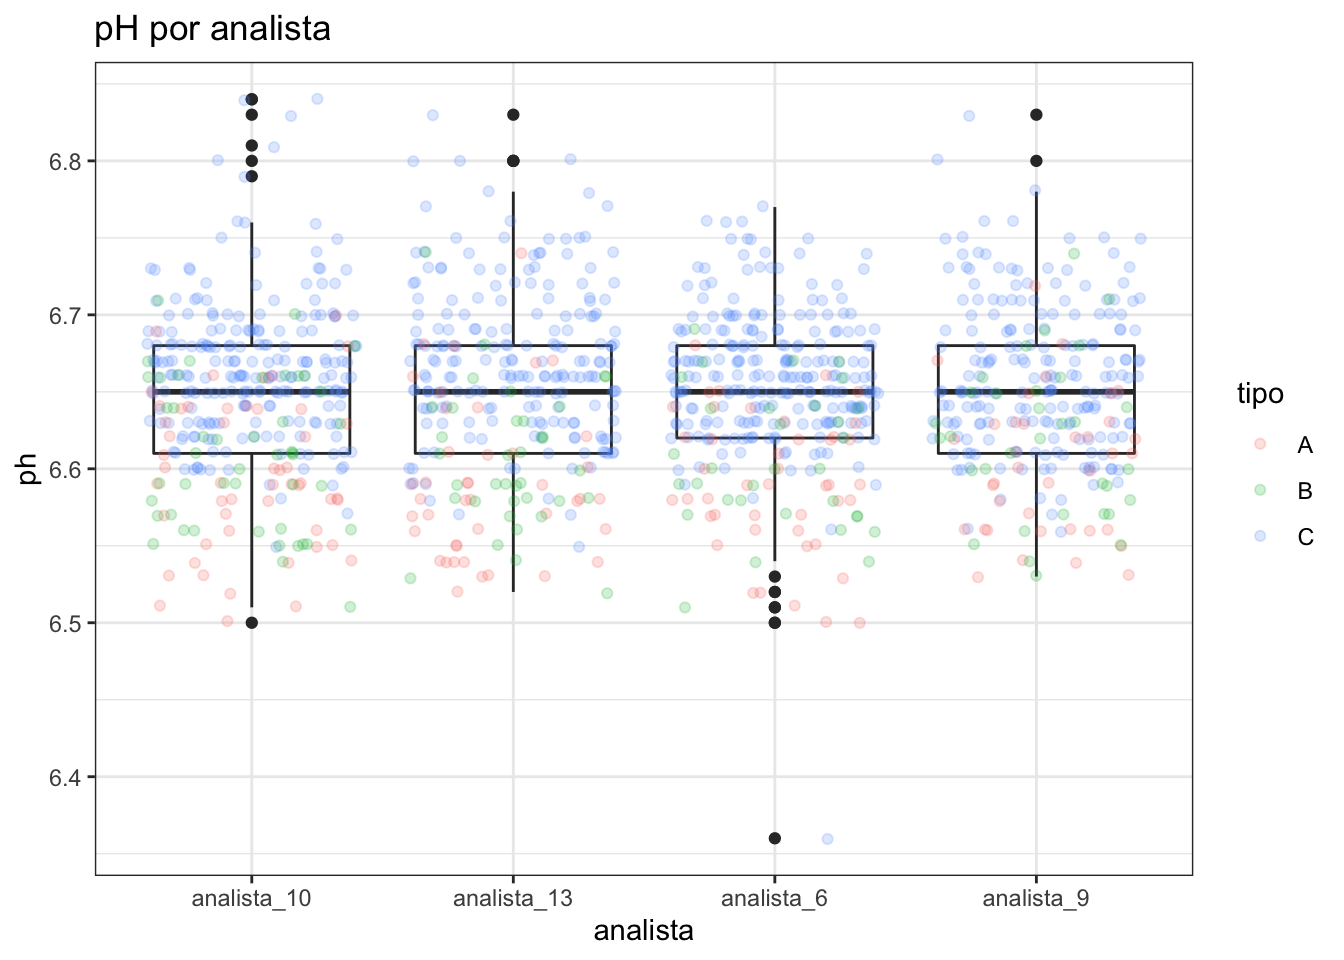 pH por analista
ph
6.8
6.7
6.6
6.5
6.4
analista_10
analista_13
analista_6
analista_9
analista
tipo
A
B
C